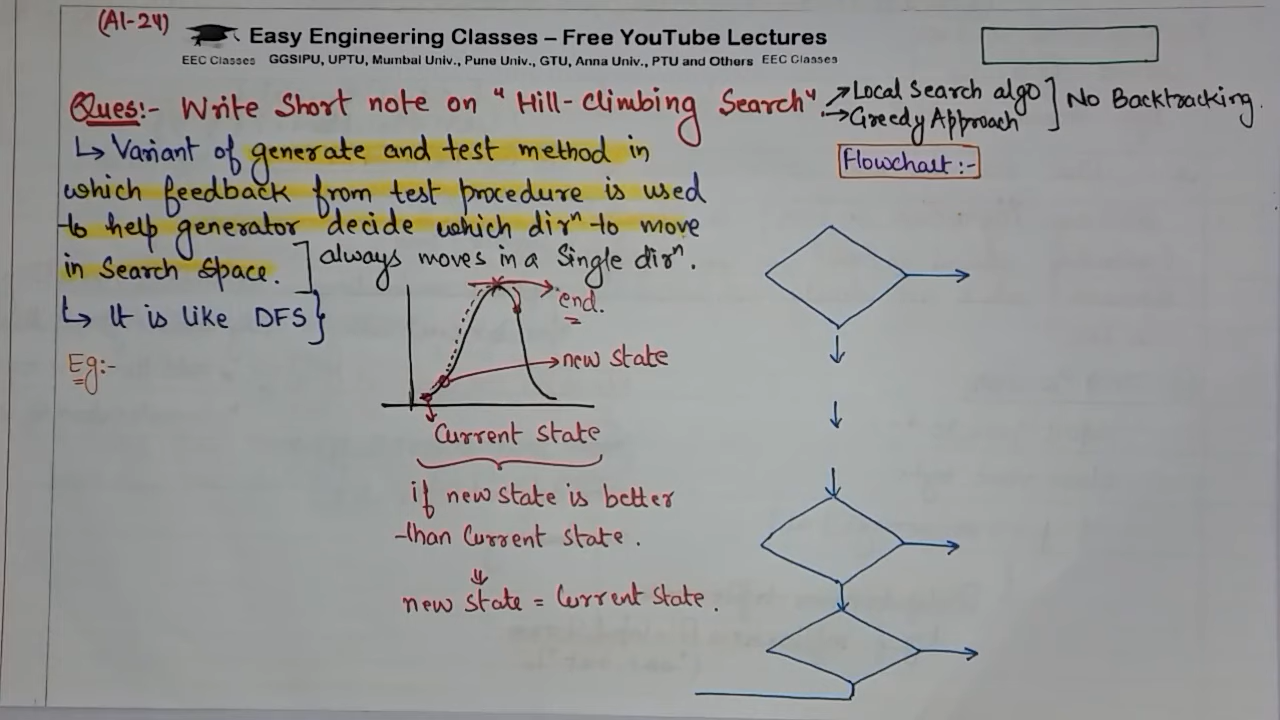 (AI-24)
Easy Engineering Classes – Free YouTube Lectures
EEC Classes GGSIPU, UPTU, Mumbai Univ., Pune Univ., GTU, Anna Univ., PTU and Others EEC Classes
Ques:- Write Short note on "Hill-Climbing Search"
→ Local Search algo
→ Greedy Approach
] No Backtracking.
↳ Variant of generate and test method in
which feedback from test procedure is used
to help generator decide which dirⁿ to move
in Search Space. ] always moves in a Single dirⁿ.
↳ It is like DFS}
Eg:-
end.
new state
Current state
if new state is better
than Current state.
new state = Current state.
Flowchart:-